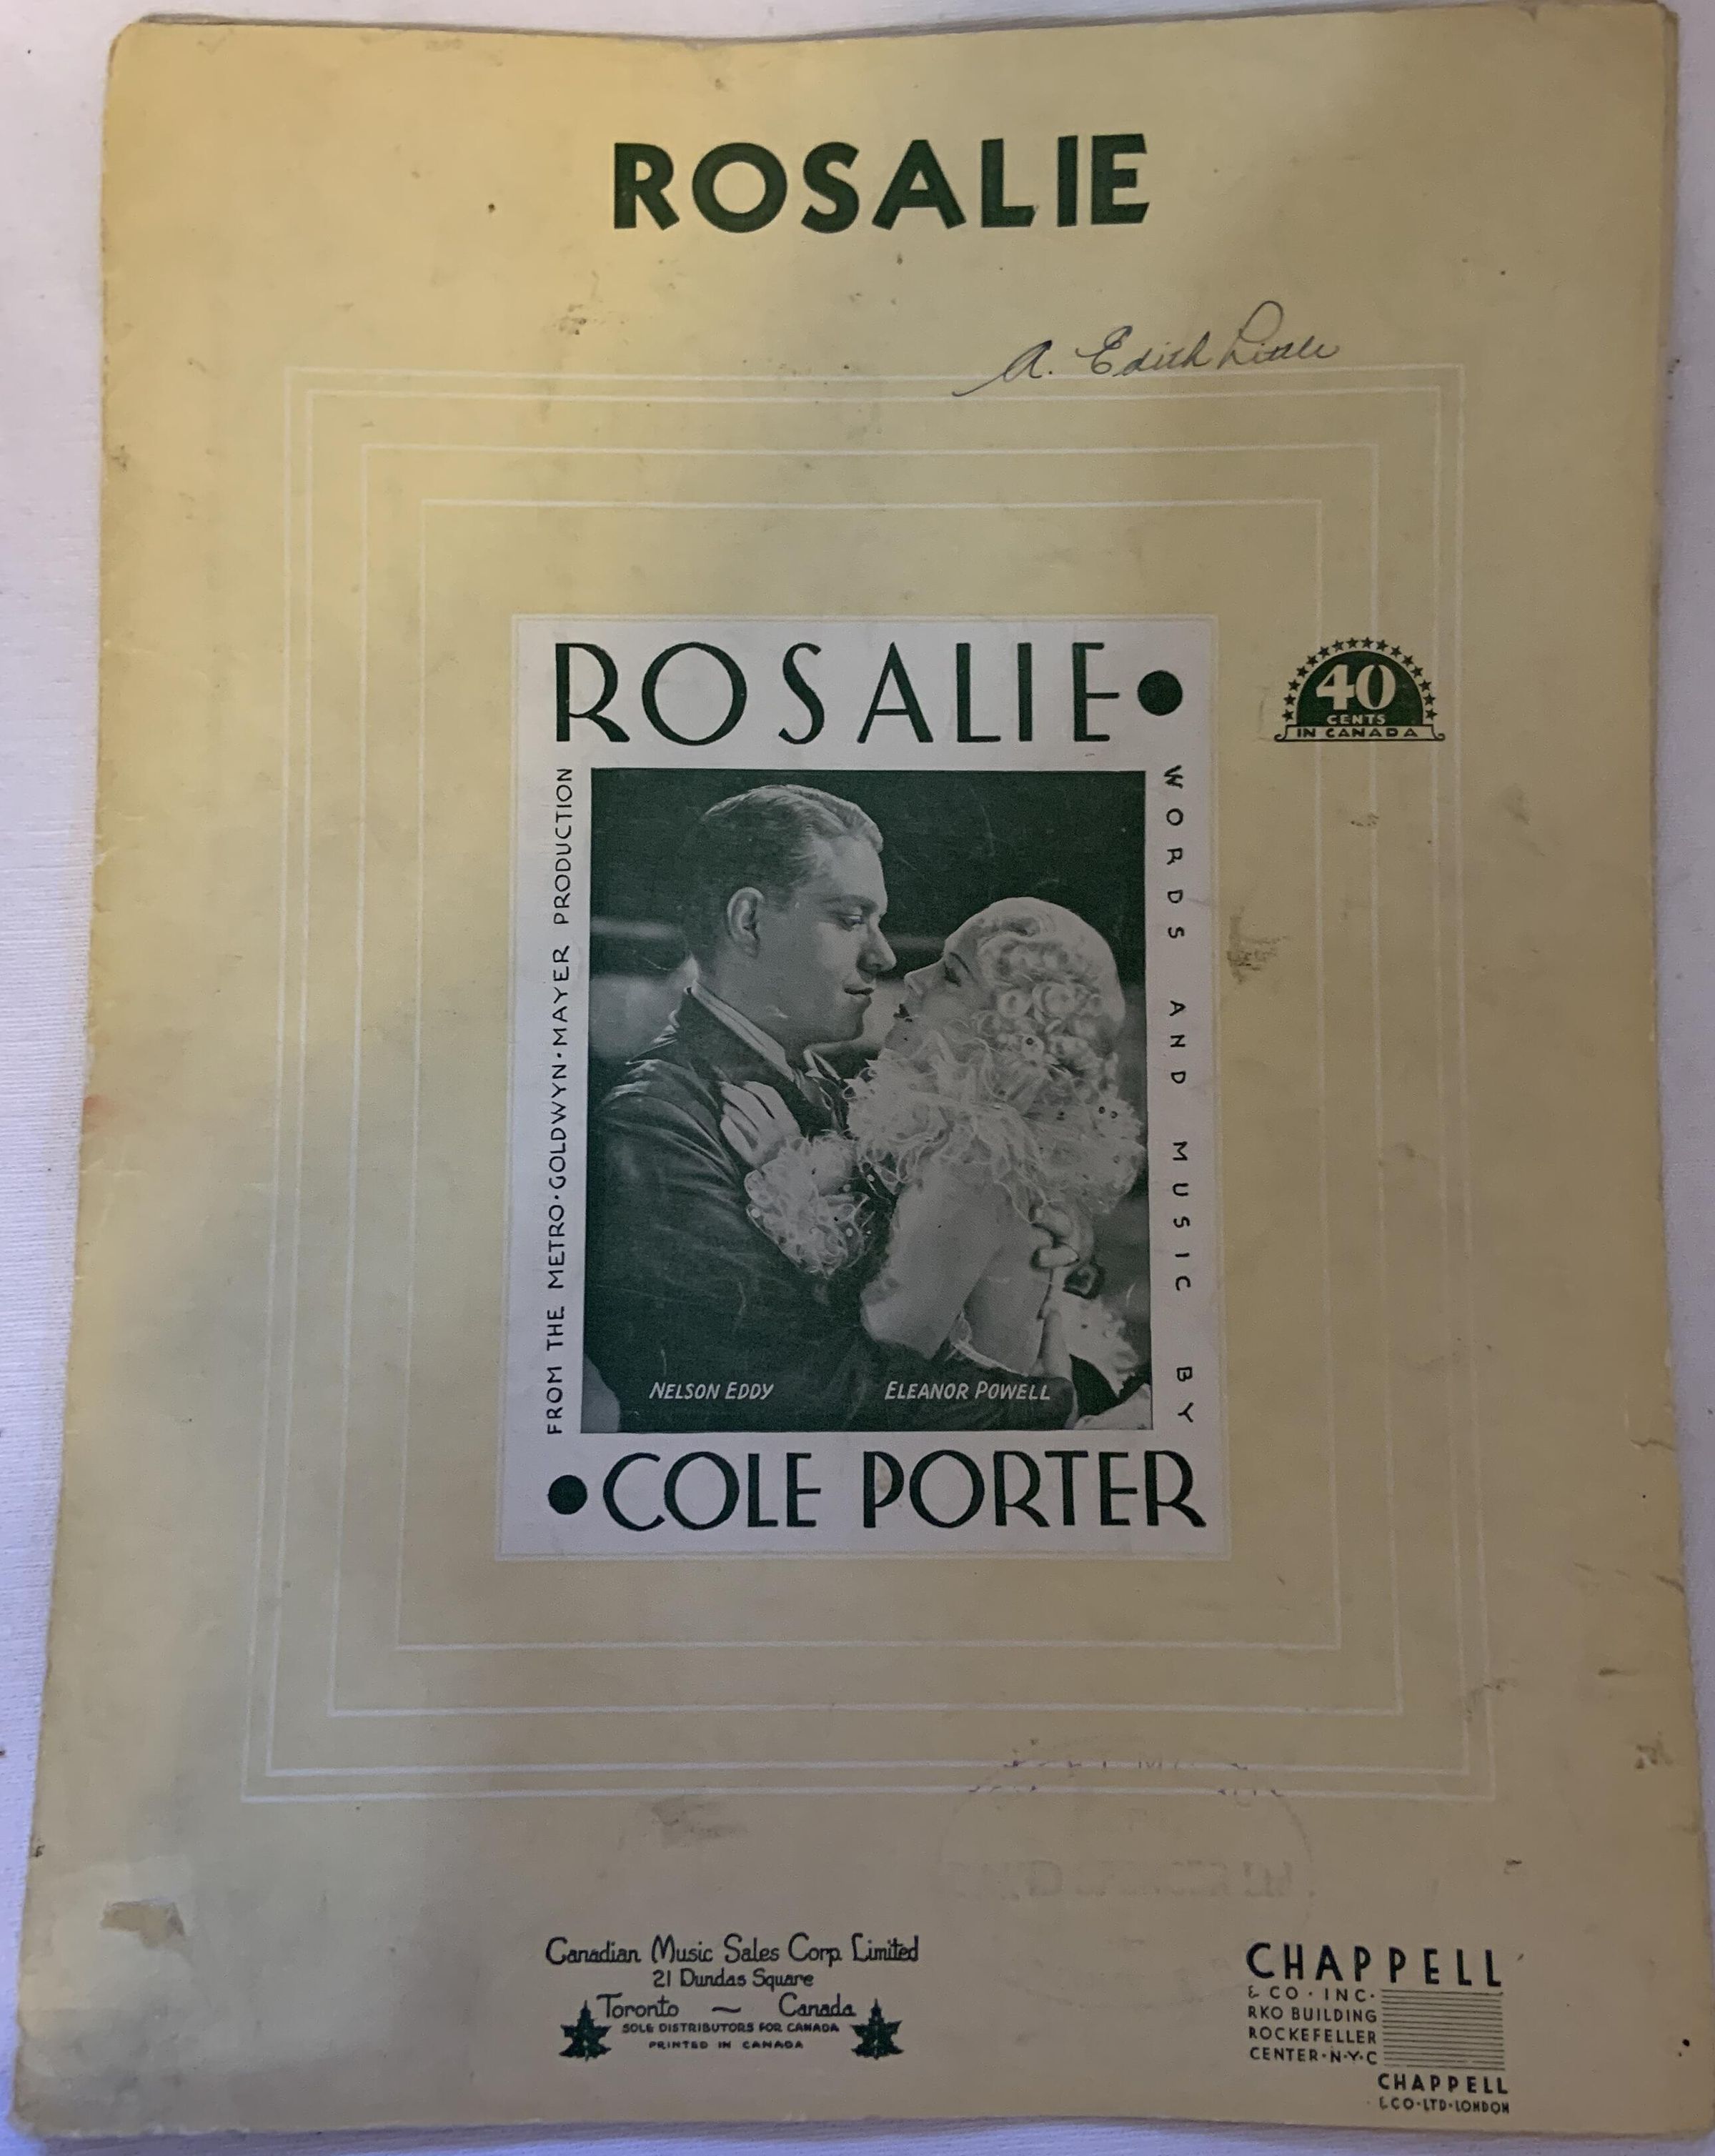 ROSALIE
A. Edith Little
ROSALIE•
40
CENTS
IN CANADA
FROM THE METRO•GOLDWYN•MAYER PRODUCTION
WORDS AND MUSIC BY
NELSON EDDY
ELEANOR POWELL
•COLE PORTER
Canadian Music Sales Corp. Limited
21 Dundas Square
Toronto ~ Canada
SOLE DISTRIBUTORS FOR CANADA
PRINTED IN CANADA
CHAPPELL
& CO•INC•
RKO BUILDING
ROCKEFELLER
CENTER•N•Y•C
CHAPPELL
& CO•LTD•LONDON